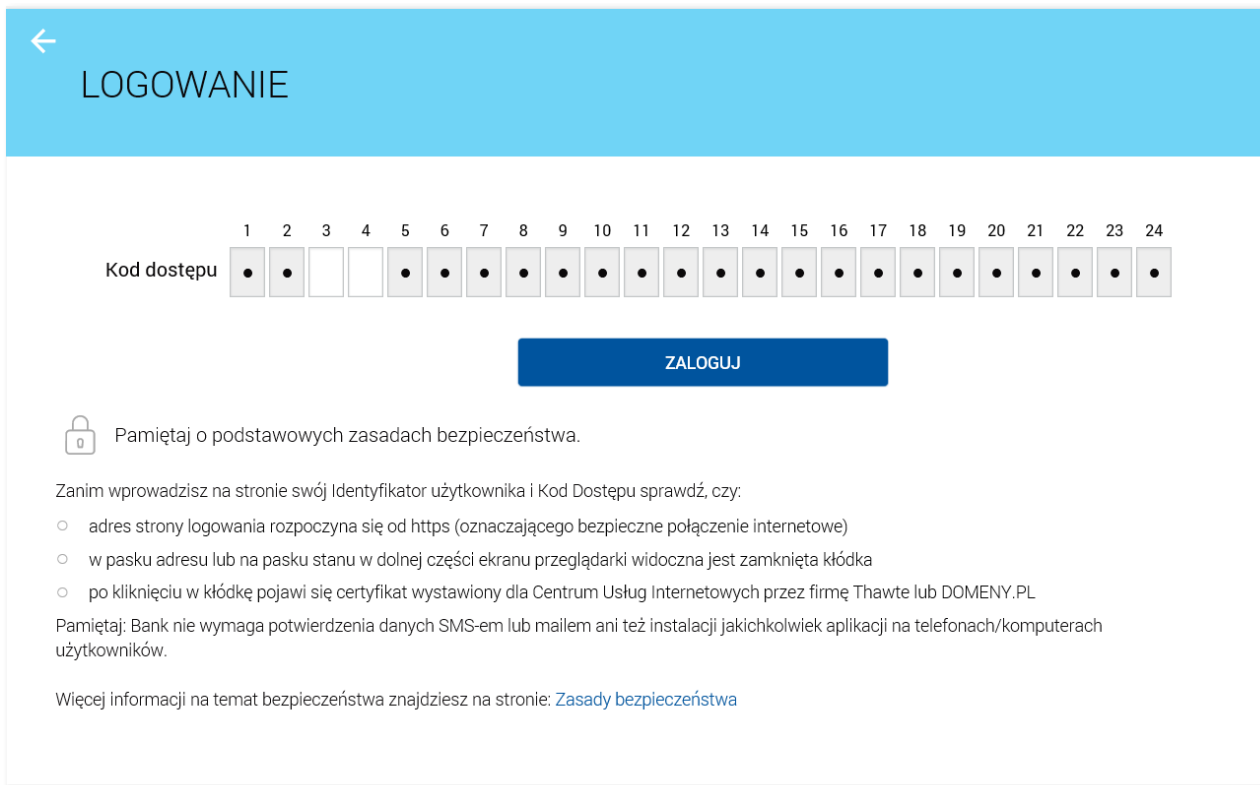 LOGOWANIE
1 2 3 4 5 6 7 8 9 10 11 12 13 14 15 16 17 18 19 20 21 22 23 24
Kod dostępu
ZALOGUJ
Pamiętaj o podstawowych zasadach bezpieczeństwa.
Zanim wprowadzisz na stronie swój Identyfikator użytkownika i Kod Dostępu sprawdź, czy:
adres strony logowania rozpoczyna się od https (oznaczającego bezpieczne połączenie internetowe)
w pasku adresu lub na pasku stanu w dolnej części ekranu przeglądarki widoczna jest zamknięta kłódka
po kliknięciu w kłódkę pojawi się certyfikat wystawiony dla Centrum Usług Internetowych przez firmę Thawte lub DOMENY.PL
Pamiętaj: Bank nie wymaga potwierdzenia danych SMS-em lub mailem ani też instalacji jakichkolwiek aplikacji na telefonach/komputerach
użytkowników.
Więcej informacji na temat bezpieczeństwa znajdziesz na stronie: Zasady bezpieczeństwa